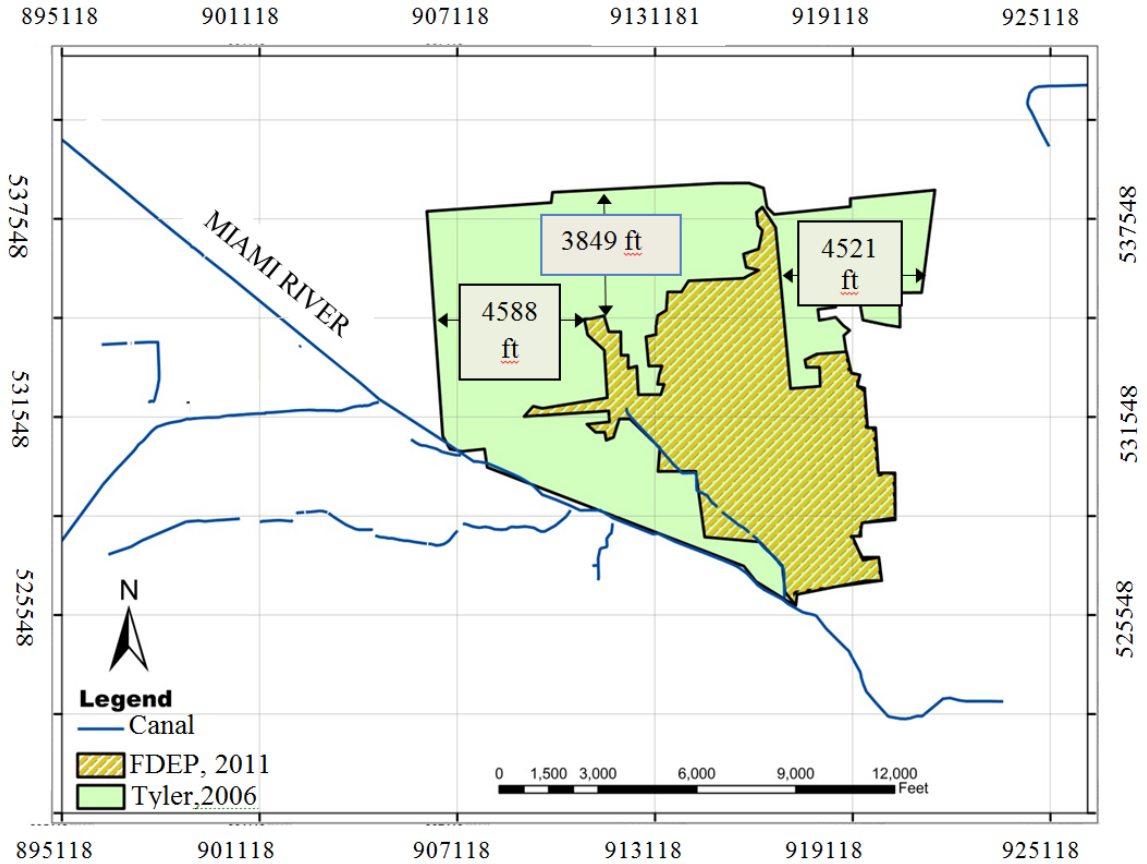 895118 901118 907118 9131181 919118 925118
537548
531548
525548
MIAMI RIVER
3849 ft
4588
ft
4521
ft
537548
531548
525548
N
Legend
Canal
FDEP, 2011
Tyler,2006
0 1,500 3,000 6,000 9,000 12,000
Feet
895118 901118 907118 913118 919118 925118